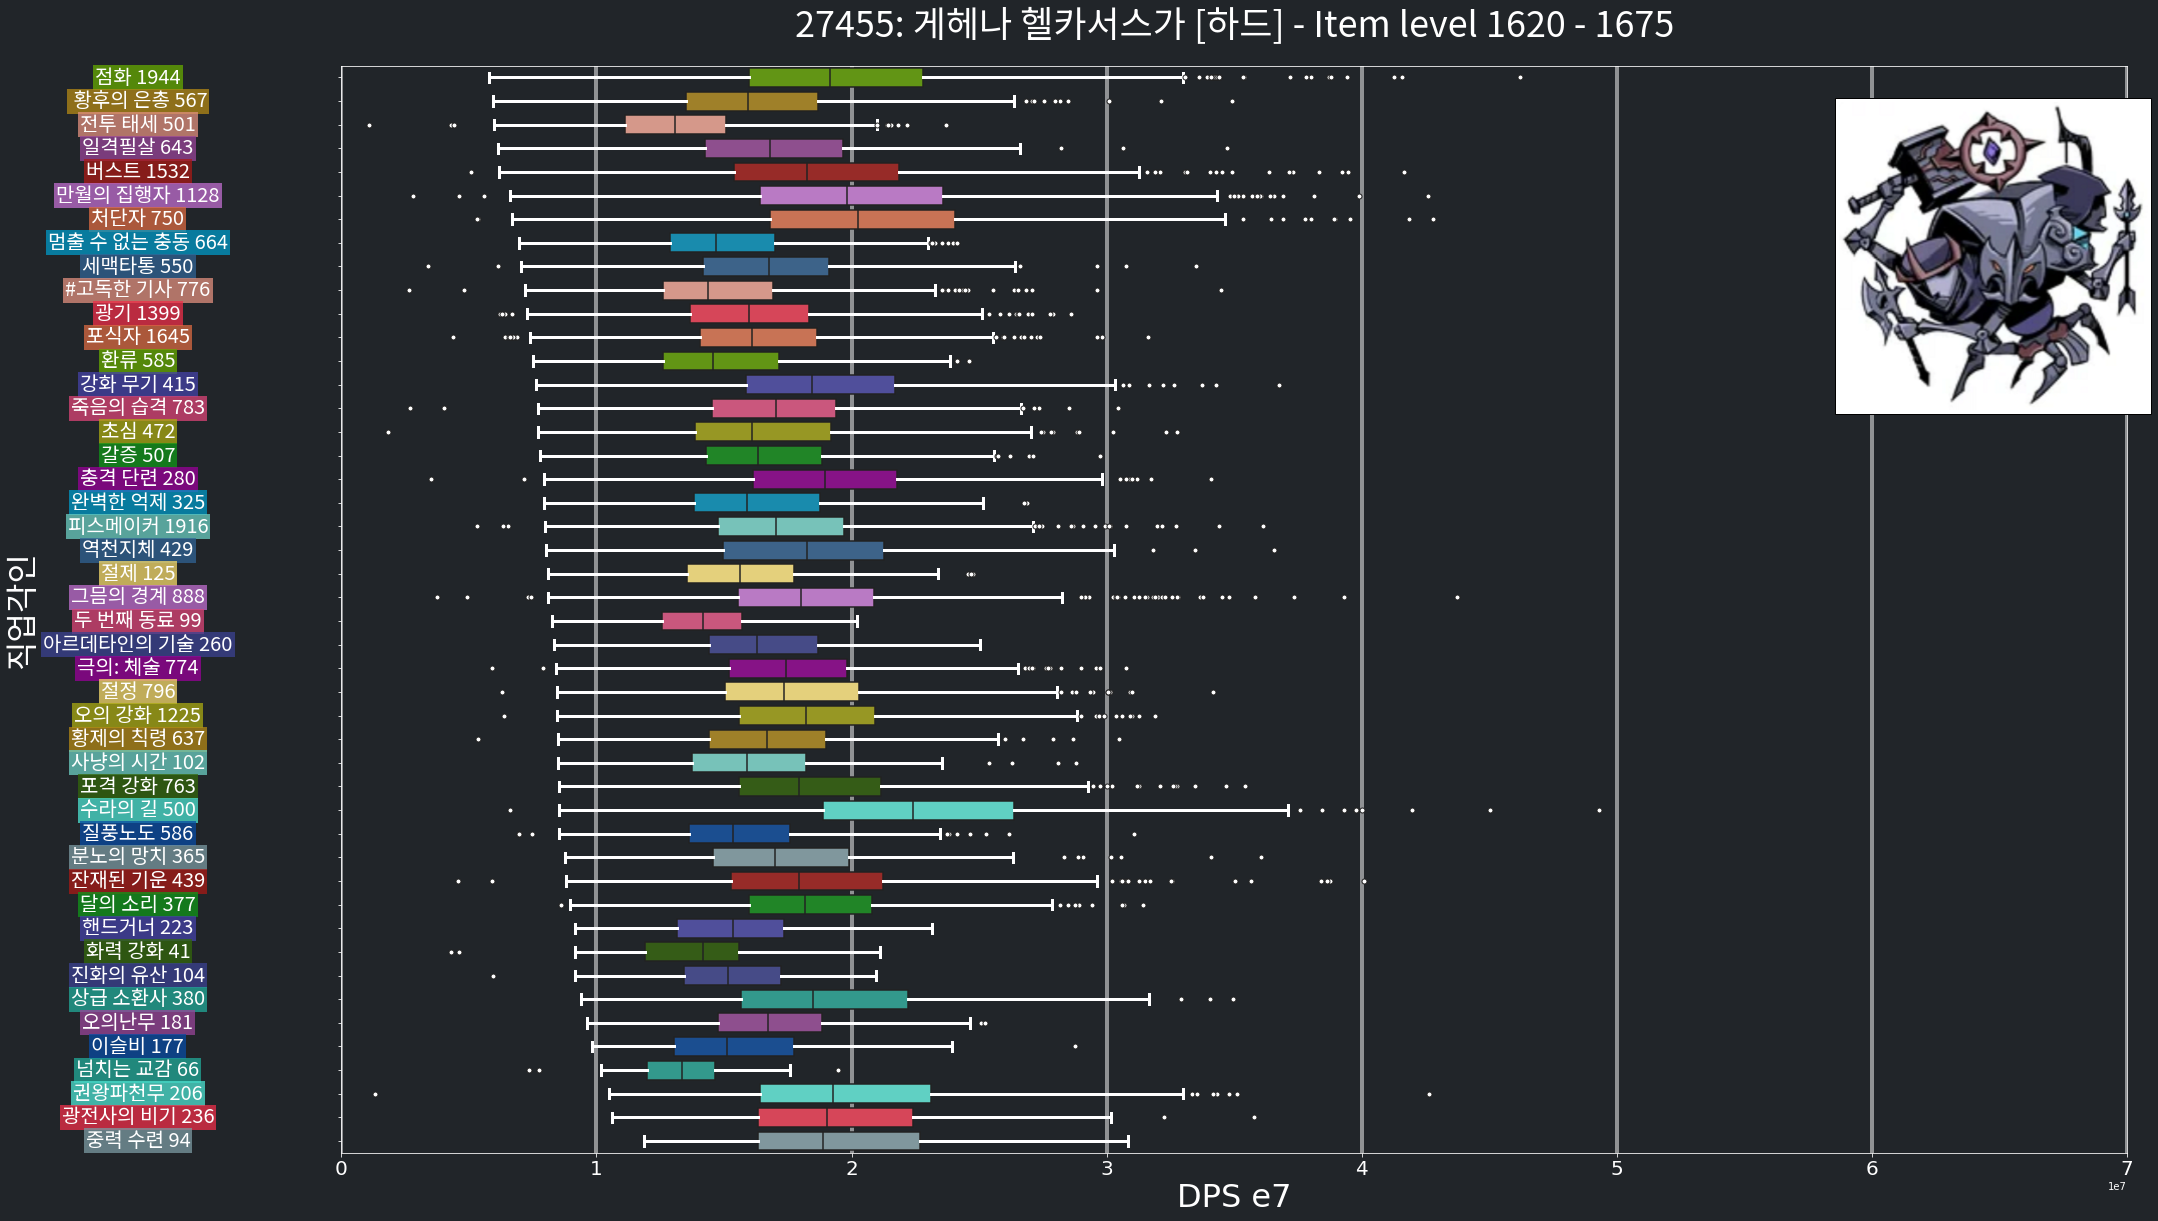 27455: 게헤나 헬카서스가 [하드] - Item level 1620 - 1675
직업각인
점화 1944
황후의 은총 567
전투 태세 501
일격필살 643
버스트 1532
만월의 집행자 1128
처단자 750
멈출 수 없는 충동 664
세맥타통 550
#고독한 기사 776
광기 1399
포식자 1645
환류 585
강화 무기 415
죽음의 습격 783
초심 472
갈증 507
충격 단련 280
완벽한 억제 325
피스메이커 1916
역천지체 429
절제 125
그믐의 경계 888
두 번째 동료 99
아르데타인의 기술 260
극의: 체술 774
절정 796
오의 강화 1225
황제의 칙령 637
사냥의 시간 102
포격 강화 763
수라의 길 500
질풍노도 586
분노의 망치 365
잔재된 기운 439
달의 소리 377
핸드거너 223
화력 강화 41
진화의 유산 104
상급 소환사 380
오의난무 181
이슬비 177
넘치는 교감 66
권왕파천무 206
광전사의 비기 236
중력 수련 94
0 1 2 3 4 5 6 7
DPS e7
1e7